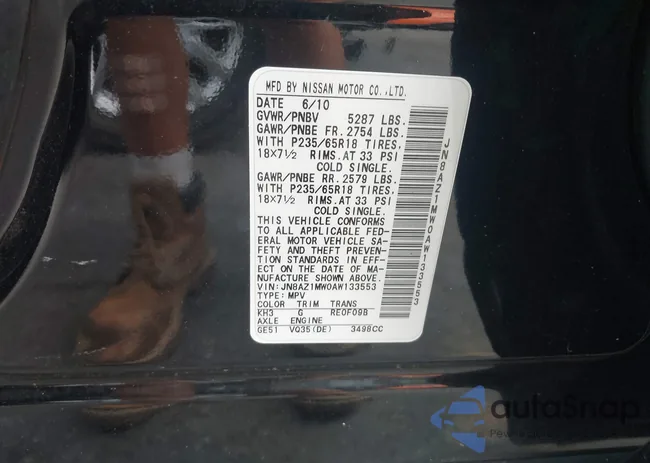 MFD BY NISSAN MOTOR CO.,LTD.
DATE 6/10
GVWR/PNBV 5287 LBS.
GAWR/PNBE FR. 2754 LBS.
WITH P235/65R18 TIRES.
18X7½ RIMS. AT 33 PSI
COLD SINGLE.
GAWR/PNBE RR. 2579 LBS.
WITH P235/65R18 TIRES.
18X7½ RIMS. AT 33 PSI
COLD SINGLE.
THIS VEHICLE CONFORMS
TO ALL APPLICABLE FED-
ERAL MOTOR VEHICLE SA-
FETY AND THEFT PREVEN-
TION STANDARDS IN EFF-
ECT ON THE DATE OF MA-
NUFACTURE SHOWN ABOVE.
VIN: JN8AZ1MW0AW133553
TYPE: MPV
COLOR TRIM TRANS
KH3 G RE0F09B
AXLE ENGINE
GE51 VQ35(DE) 3498CC
JN8AZ1MW0AW133553
autoSnap